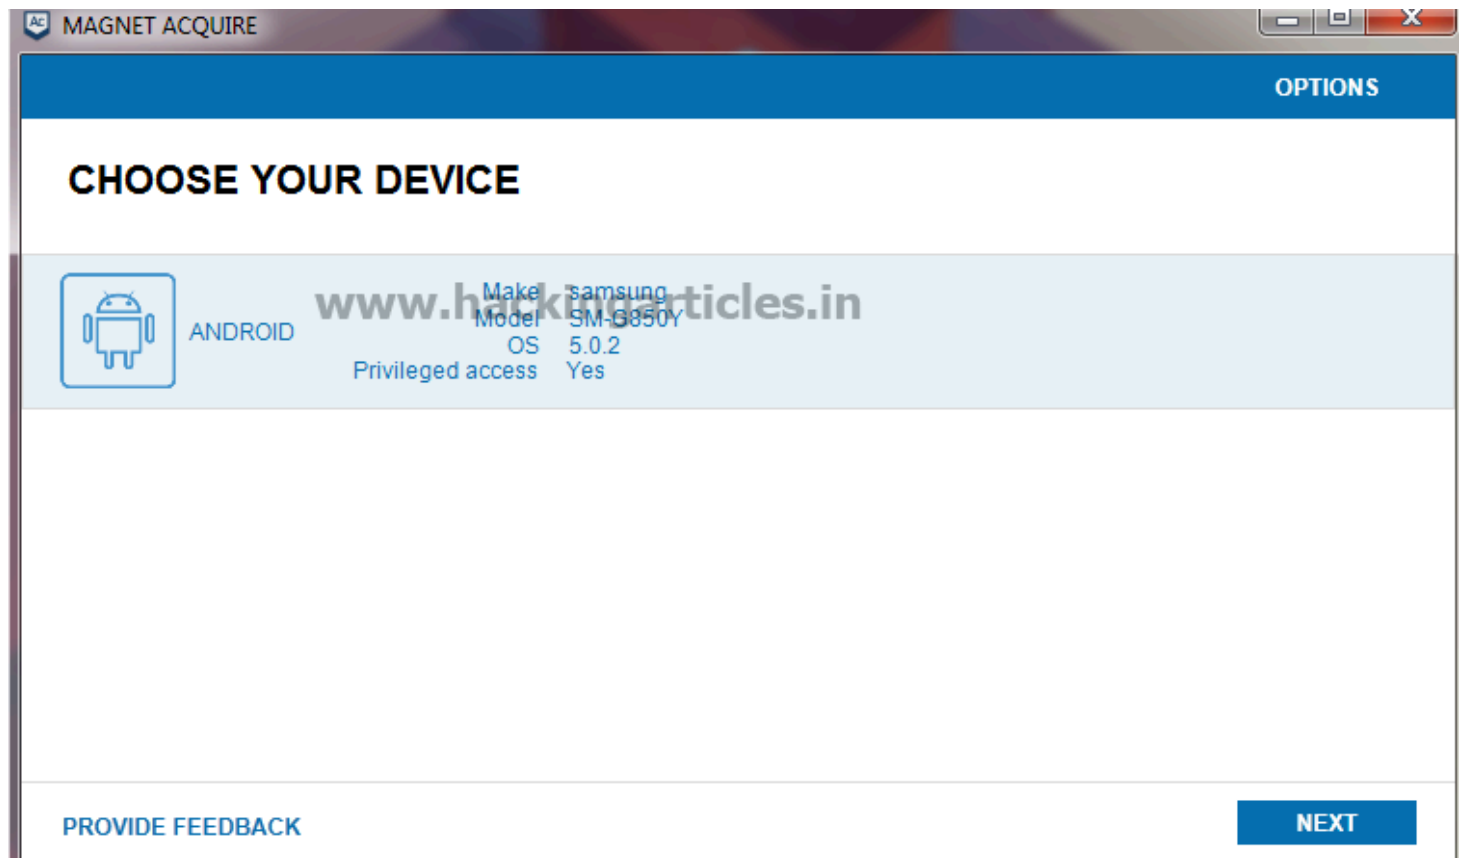 Ac MAGNET ACQUIRE
OPTIONS
CHOOSE YOUR DEVICE
www.hackingarticles.in
ANDROID
Make samsung
Model SM-G850Y
OS 5.0.2
Privileged access Yes
PROVIDE FEEDBACK
NEXT